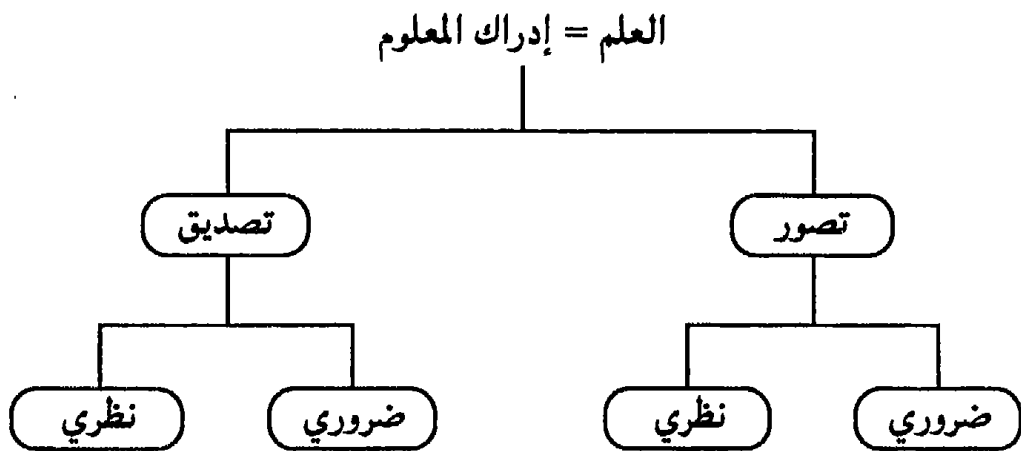 العلم = إدراك المعلوم
تصور
تصديق
ضروري
نظري
ضروري
نظري